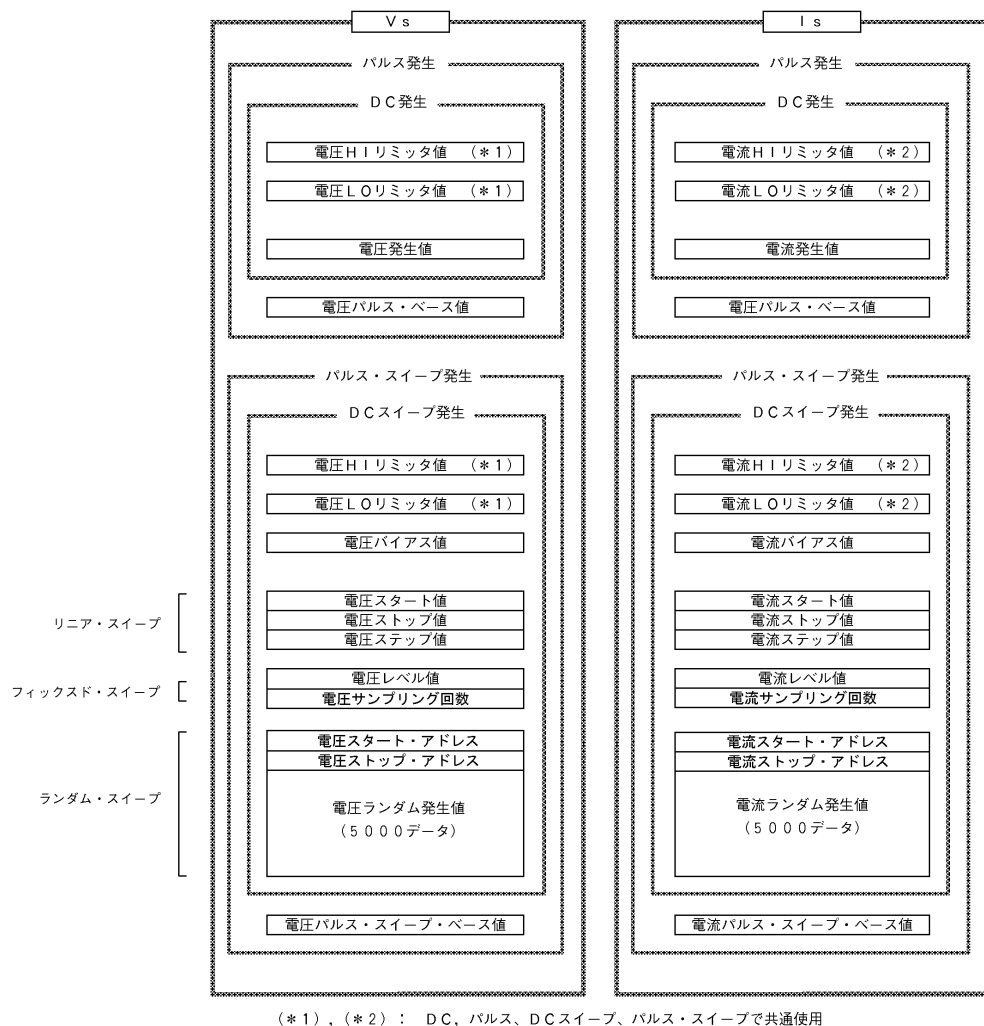 Vs
パルス発生
DC発生
電圧HIリミッタ値 (*1)
電圧LOリミッタ値 (*1)
電圧発生値
電圧パルス・ベース値
パルス・スイープ発生
DCスイープ発生
電圧HIリミッタ値 (*1)
電圧LOリミッタ値 (*1)
電圧バイアス値
リニア・スイープ
電圧スタート値
電圧ストップ値
電圧ステップ値
フィックスド・スイープ
電圧レベル値
電圧サンプリング回数
ランダム・スイープ
電圧スタート・アドレス
電圧ストップ・アドレス
電圧ランダム発生値
(5000データ)
電圧パルス・スイープ・ベース値
Is
パルス発生
DC発生
電流HIリミッタ値 (*2)
電流LOリミッタ値 (*2)
電流発生値
電圧パルス・ベース値
パルス・スイープ発生
DCスイープ発生
電流HIリミッタ値 (*2)
電流LOリミッタ値 (*2)
電流バイアス値
電流スタート値
電流ストップ値
電流ステップ値
電流レベル値
電流サンプリング回数
電流スタート・アドレス
電流ストップ・アドレス
電流ランダム発生値
(5000データ)
電流パルス・スイープ・ベース値
(*1),(*2): DC,パルス、DCスイープ、パルス・スイープで共通使用